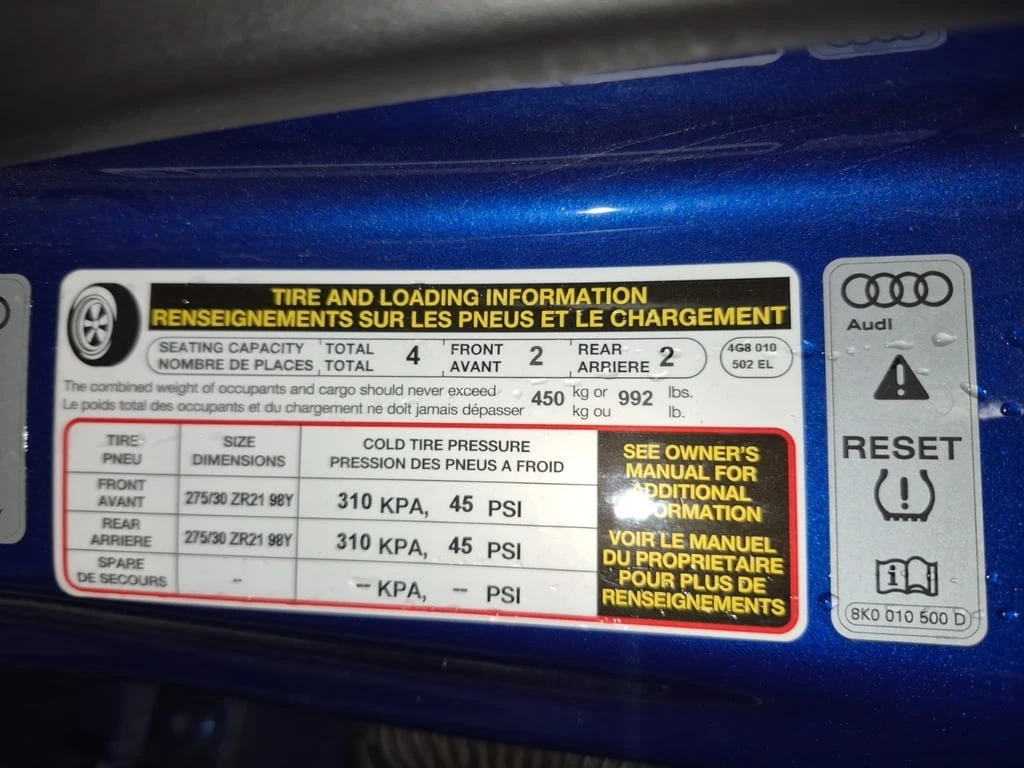 TIRE AND LOADING INFORMATION
RENSEIGNEMENTS SUR LES PNEUS ET LE CHARGEMENT
SEATING CAPACITY TOTAL 4 FRONT 2 REAR 2
NOMBRE DE PLACES TOTAL AVANT ARRIERE
4G8 010
502 EL
The combined weight of occupants and cargo should never exceed 450 kg or 992 lbs.
Le poids total des occupants et du chargement ne doit jamais dépasser kg ou lb.
TIRE SIZE COLD TIRE PRESSURE
PNEU DIMENSIONS PRESSION DES PNEUS A FROID
FRONT
AVANT 275/30 ZR21 98Y 310 KPA, 45 PSI
REAR
ARRIERE 275/30 ZR21 98Y 310 KPA, 45 PSI
SPARE
DE SECOURS -- -- KPA, -- PSI
SEE OWNER'S
MANUAL FOR
ADDITIONAL
VOIR LE MANUEL
DU PROPRIETAIRE
POUR PLUS DE
RENSEIGNEMENTS
Audi
RESET
8K0 010 500 D